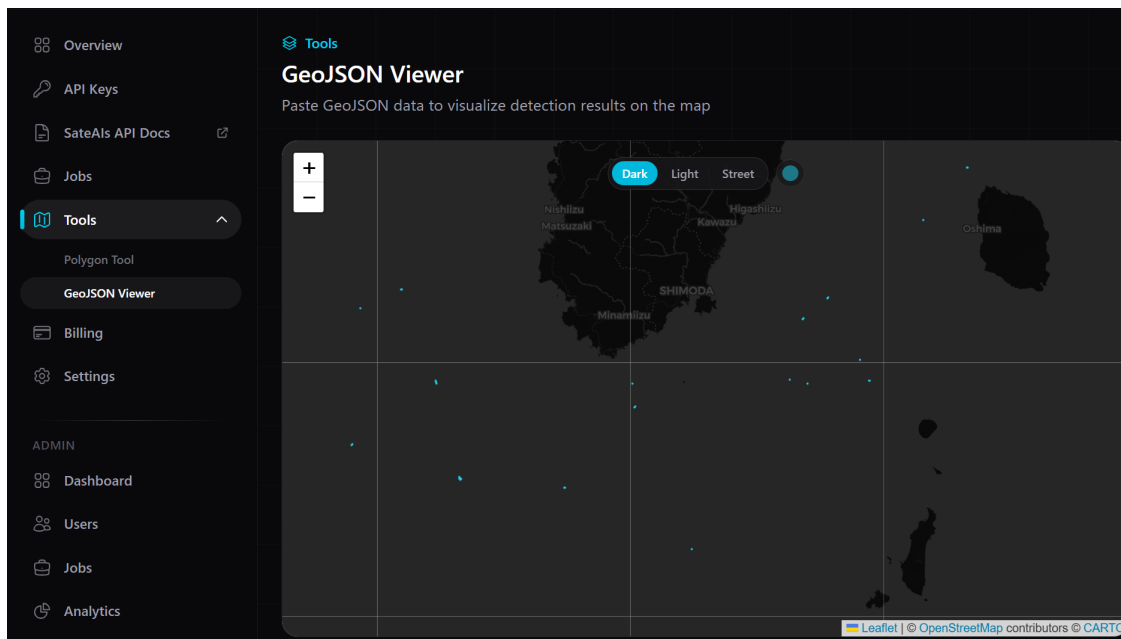 Overview
API Keys
SateAIs API Docs
Jobs
Tools
Polygon Tool
GeoJSON Viewer
Billing
Settings
ADMIN
Dashboard
Users
Jobs
Analytics
Tools
GeoJSON Viewer
Paste GeoJSON data to visualize detection results on the map
+
−
Dark Light Street
Nishiizu
Matsuzaki
Higashiizu
Kawazu
Oshima
SHIMODA
Minamiizu
Leaflet | © OpenStreetMap contributors © CARTO